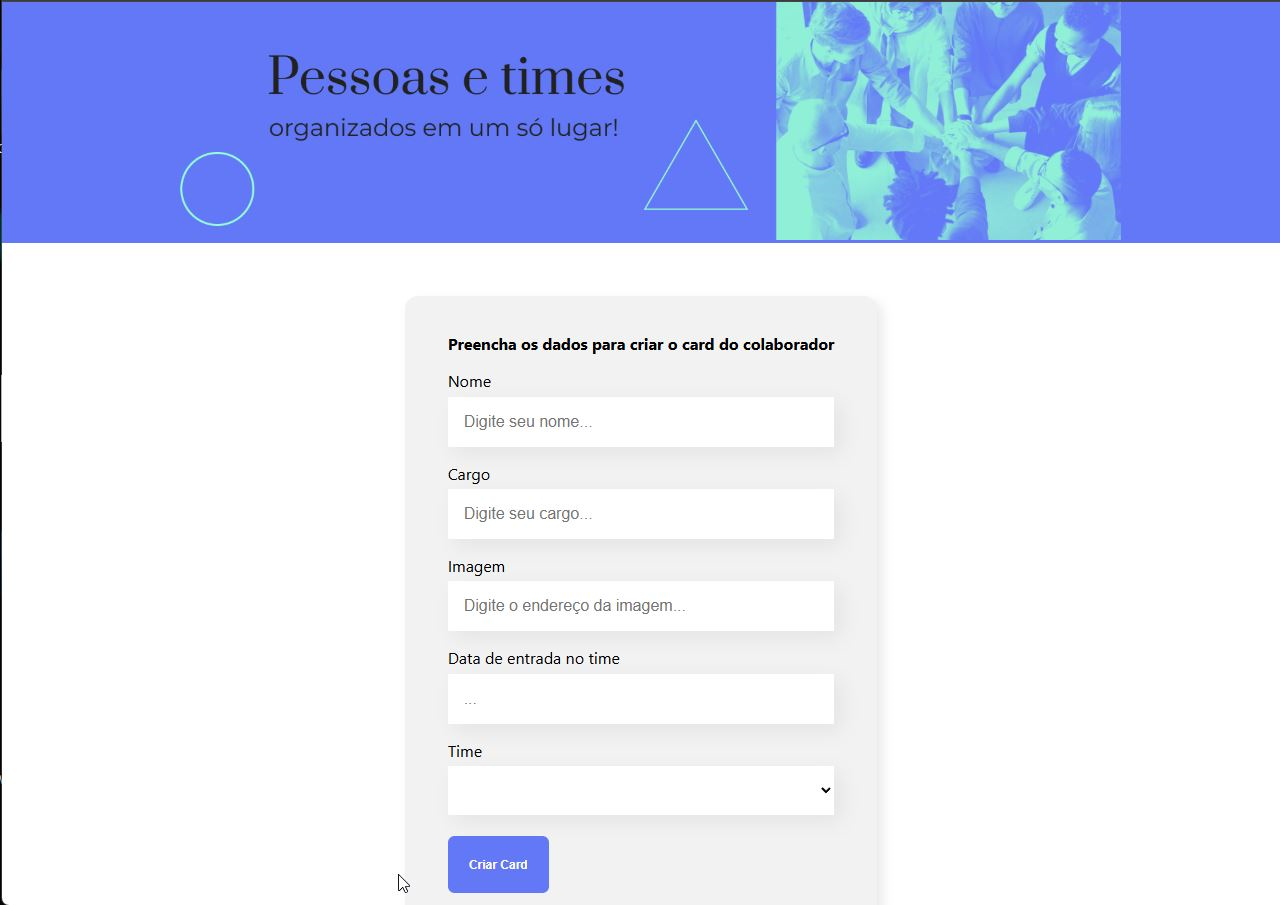 Pessoas e times
organizados em um só lugar!
Preencha os dados para criar o card do colaborador
Nome
Digite seu nome...
Cargo
Digite seu cargo...
Imagem
Digite o endereço da imagem...
Data de entrada no time
...
Time
Criar Card